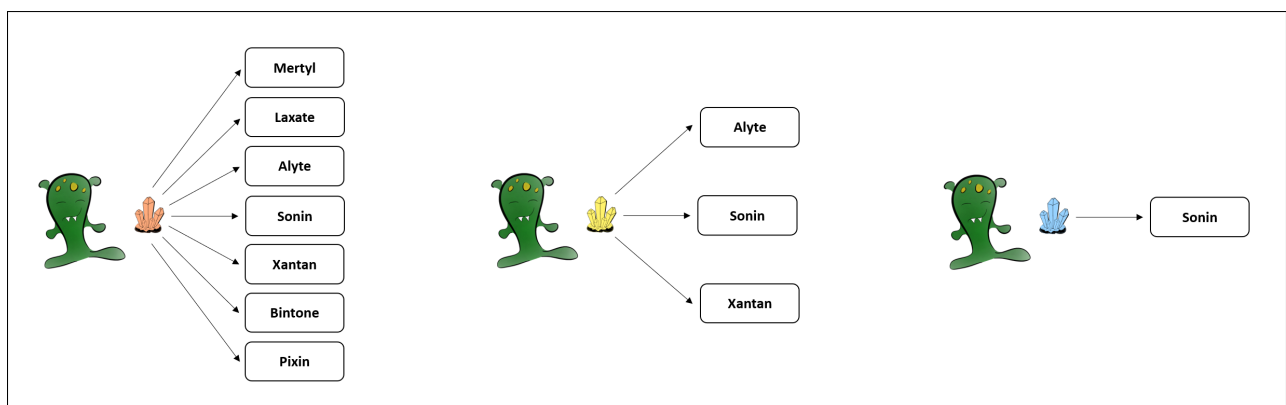 Mertyl
Laxate
Alyte
Sonin
Xantan
Bintone
Pixin
Alyte
Sonin
Xantan
Sonin